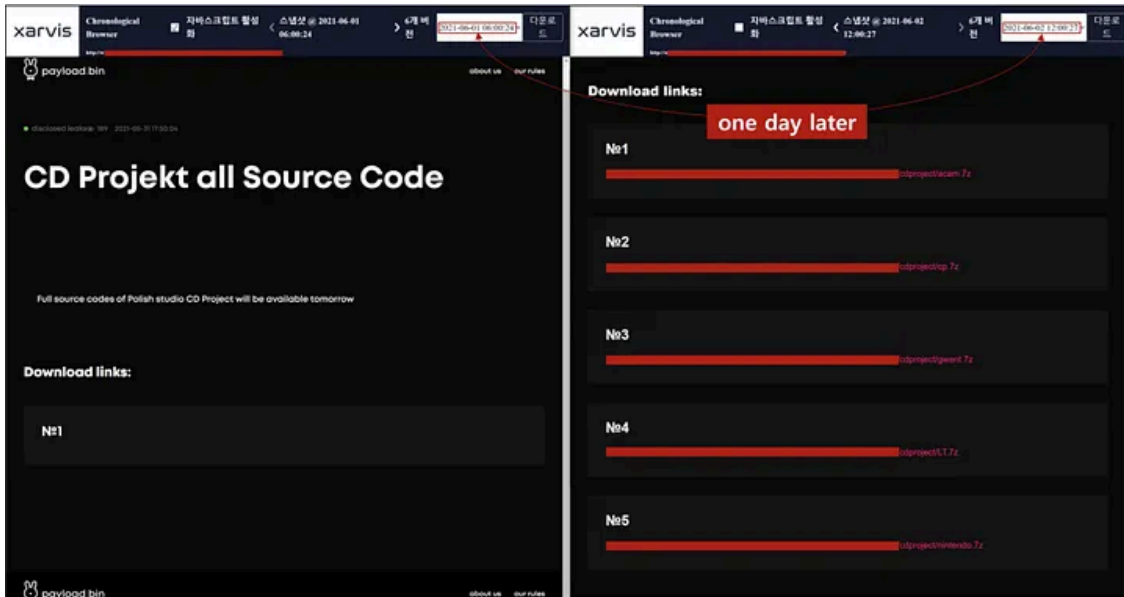 xarvis
Chronological
Browser
자바스크립트 활성
화
스냅샷 @ 2021-06-01
06:00:24
6개 버
전
2021-06-01 06:00:24
다운로
드
payload.bin
about us our rules
2021-05-31 17:50:04
CD Projekt all Source Code
Full source codes of Polish studio CD Project will be available tomorrow
Download links:
№1
payload.bin
about us our rules
xarvis
Chronological
Browser
자바스크립트 활성
화
스냅샷 @ 2021-06-02
12:00:27
6개 버
전
2021-06-02 12:00:27
다운로
드
Download links:
one day later
№1
cdproject/acam.7z
№2
cdproject/cp.7z
№3
cdproject/gwent.7z
№4
cdproject/LT.7z
№5
cdproject/nintendo.7z